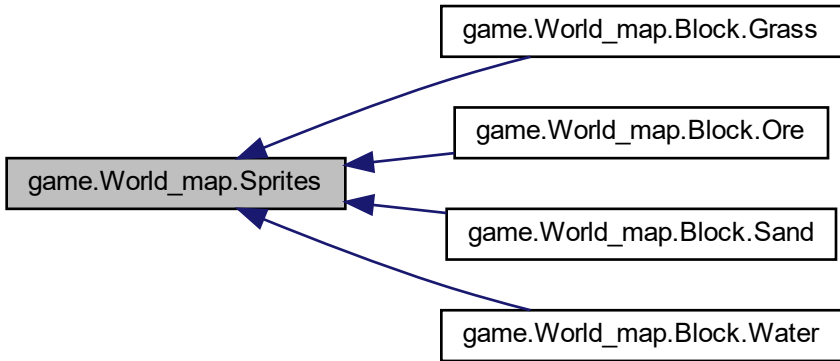 game.World_map.Block.Grass
game.World_map.Block.Ore
game.World_map.Sprites
game.World_map.Block.Sand
game.World_map.Block.Water